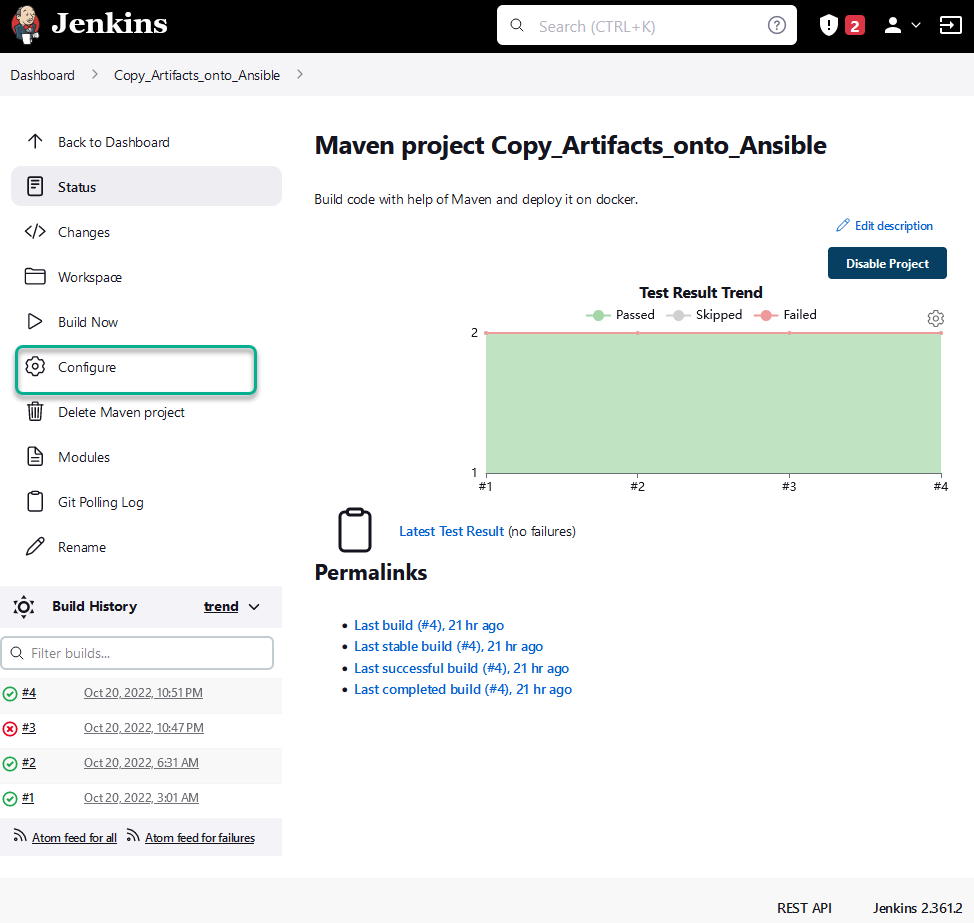 Jenkins
Search (CTRL+K)
2
Dashboard
Copy_Artifacts_onto_Ansible
Back to Dashboard
Status
Changes
Workspace
Build Now
Configure
Delete Maven project
Modules
Git Polling Log
Rename
Build History trend
Filter builds...
#4 Oct 20, 2022, 10:51 PM
#3 Oct 20, 2022, 10:47 PM
#2 Oct 20, 2022, 6:31 AM
#1 Oct 20, 2022, 3:01 AM
Atom feed for all Atom feed for failures
Maven project Copy_Artifacts_onto_Ansible
Build code with help of Maven and deploy it on docker.
Edit description
Disable Project
Test Result Trend
Passed Skipped Failed
2
1
#1 #2 #3 #4
Latest Test Result (no failures)
Permalinks
• Last build (#4), 21 hr ago
• Last stable build (#4), 21 hr ago
• Last successful build (#4), 21 hr ago
• Last completed build (#4), 21 hr ago
REST API Jenkins 2.361.2